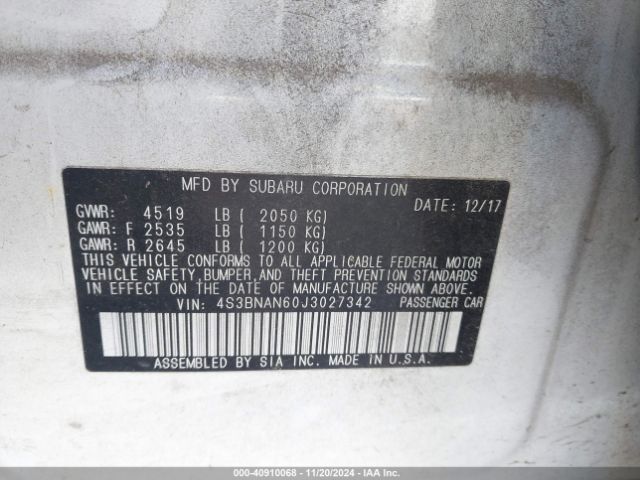 MFD BY SUBARU CORPORATION
GVWR: 4519 LB ( 2050 KG) DATE: 12/17
GAWR: F 2535 LB ( 1150 KG)
GAWR: R 2645 LB ( 1200 KG)
THIS VEHICLE CONFORMS TO ALL APPLICABLE FEDERAL MOTOR
VEHICLE SAFETY, BUMPER, AND THEFT PREVENTION STANDARDS
IN EFFECT ON THE DATE OF MANUFACTURE SHOWN ABOVE.
VIN: 4S3BNAN60J3027342 PASSENGER CAR
ASSEMBLED BY SIA INC. MADE IN U.S.A.
000-40910068 - 11/20/2024 - IAA Inc.